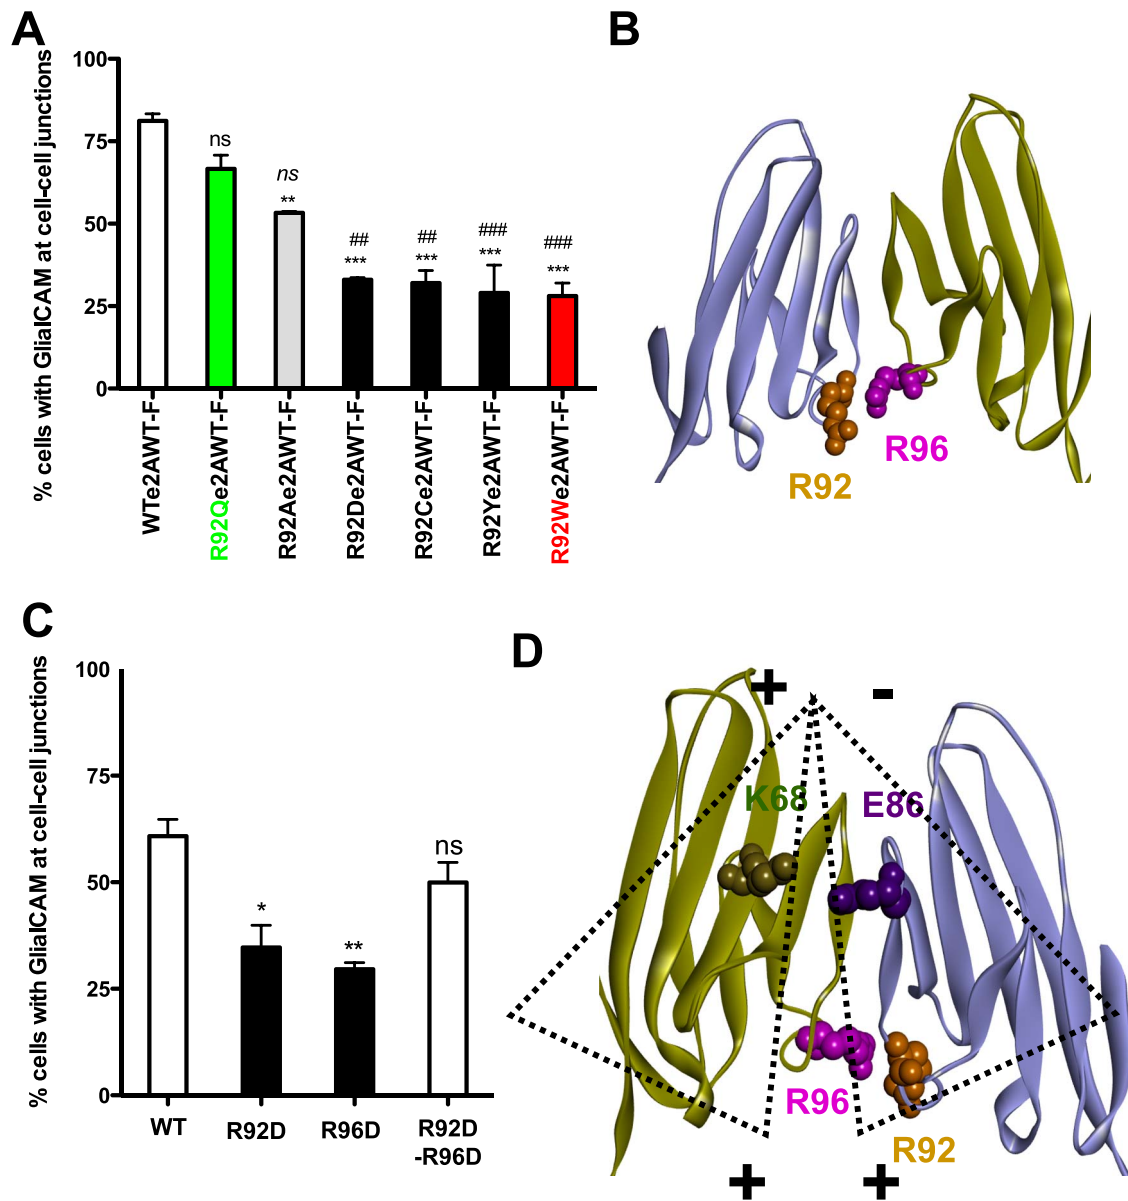 A
% cells with GlialCAM at cell-cell junctions
100
75
50
25
0
ns
ns
**
##
***
##
***
###
***
###
***
WTe2AWT-F
R92Qe2AWT-F
R92Ae2AWT-F
R92De2AWT-F
R92Ce2AWT-F
R92Ye2AWT-F
R92We2AWT-F
B
R96
R92
C
% cells with GlialCAM at cell-cell junctions
100
75
50
25
0
*
**
ns
WT
R92D
R96D
R92D
-R96D
D
+ -
K68 E86
R96
R92
+ +